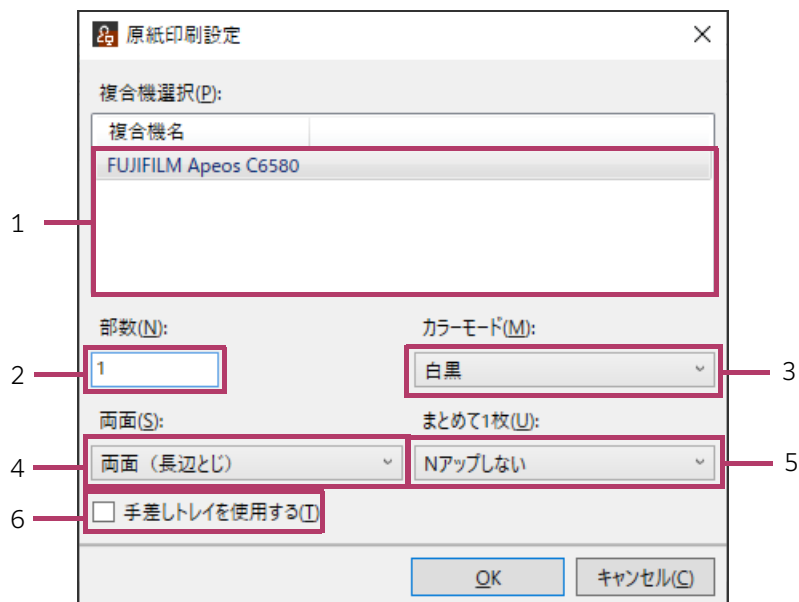 原紙印刷設定
複合機選択(P):
複合機名
FUJIFILM Apeos C6580
1
部数(N):
カラーモード(M):
2
1
白黒
3
両面(S):
まとめて1枚(U):
4
両面（長辺とじ）
Nアップしない
5
6
手差しトレイを使用する(T)
OK
キャンセル(C)